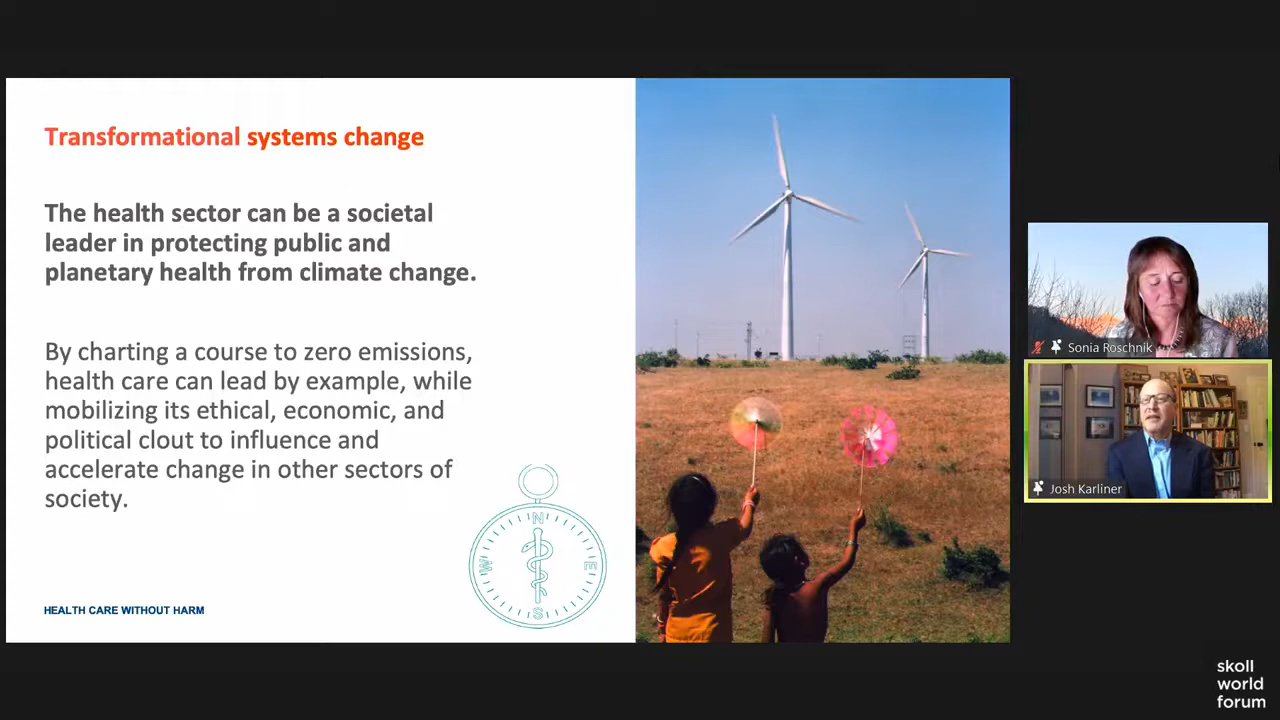 Transformational systems change
The health sector can be a societal
leader in protecting public and
planetary health from climate change.
By charting a course to zero emissions,
health care can lead by example, while
mobilizing its ethical, economic, and
political clout to influence and
accelerate change in other sectors of
society.
N
W
E
S
HEALTH CARE WITHOUT HARM
Sonia Roschnik
Josh Karliner
skoll
world
forum